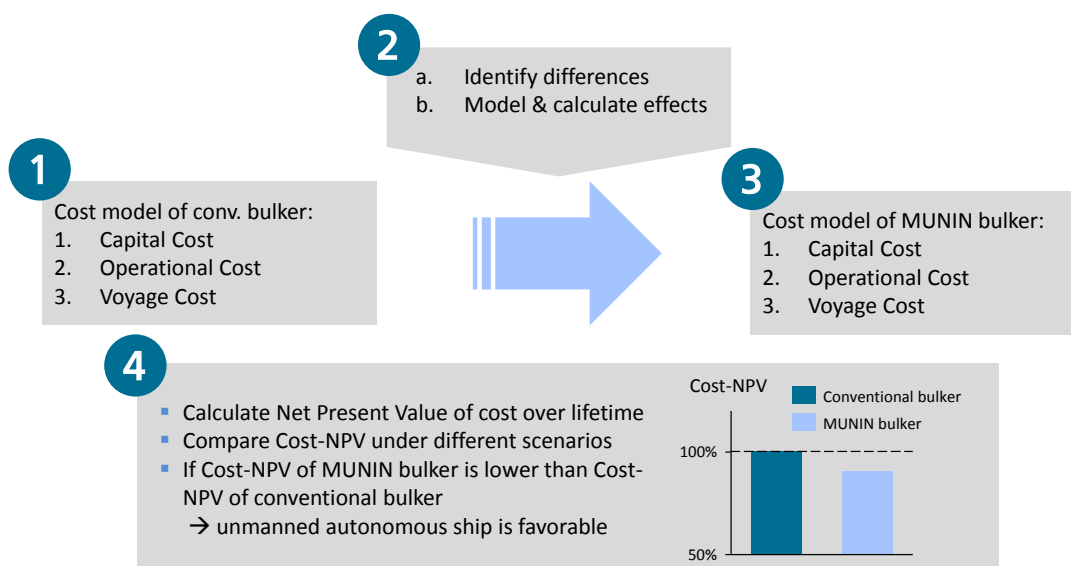 2
a. Identify differences
b. Model & calculate effects
1
Cost model of conv. bulker:
1. Capital Cost
2. Operational Cost
3. Voyage Cost
3
Cost model of MUNIN bulker:
1. Capital Cost
2. Operational Cost
3. Voyage Cost
4
▪ Calculate Net Present Value of cost over lifetime
▪ Compare Cost-NPV under different scenarios
▪ If Cost-NPV of MUNIN bulker is lower than Cost-
NPV of conventional bulker
→ unmanned autonomous ship is favorable
Cost-NPV
Conventional bulker
MUNIN bulker
100%
50%